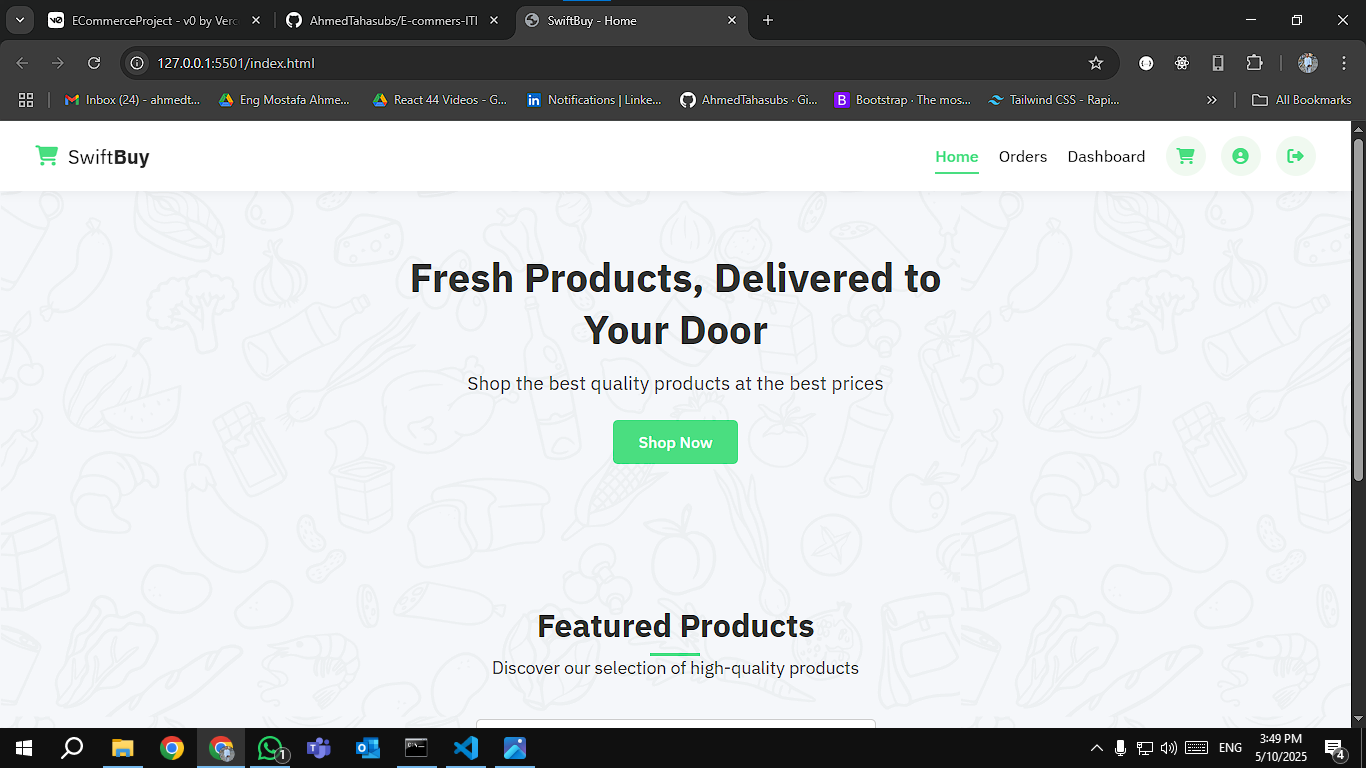 ECommerceProject - v0 by Verc
AhmedTahasubs/E-commers-ITI
SwiftBuy - Home
127.0.0.1:5501/index.html
Inbox (24) - ahmedt...
Eng Mostafa Ahme...
React 44 Videos - G...
Notifications | Linke...
AhmedTahasubs · Gi...
B
Bootstrap · The mos...
Tailwind CSS - Rapi...
All Bookmarks
SwiftBuy
Home
Orders
Dashboard
Fresh Products, Delivered to
Your Door
Shop the best quality products at the best prices
Shop Now
Featured Products
Discover our selection of high-quality products
1
ENG
3:49 PM
5/10/2025
4